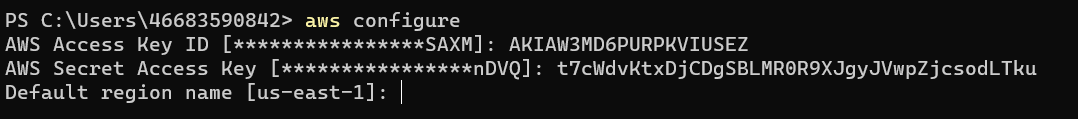 PS C:\Users\46683590842> aws configure
AWS Access Key ID [****************SAXM]: AKIAW3MD6PURPKVIUSEZ
AWS Secret Access Key [****************nDVQ]: 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
Default region name [us-east-1]: